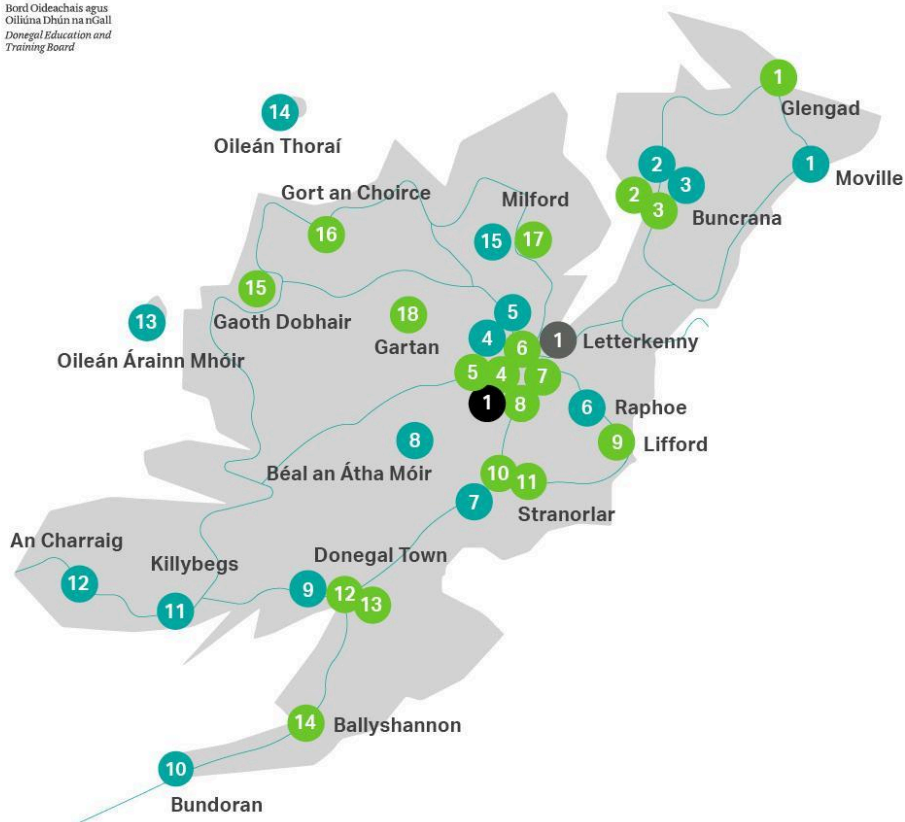 Bord Oideachais agus
Oiliúna Dhún na nGall
Donegal Education and
Training Board
1
Glengad
14
Oileán Thoraí
2
3
1
Moville
2
3
Buncrana
Gort an Choirce
16
Milford
15
17
15
Gaoth Dobhair
18
Gartan
13
Oileán Árainn Mhóir
5
4
6
1
Letterkenny
5
4
7
1
8
6
Raphoe
8
Béal an Átha Móir
9
Lifford
10
11
7
Stranorlar
An Charraig
12
Killybegs
11
Donegal Town
9
12
13
14
Ballyshannon
10
Bundoran